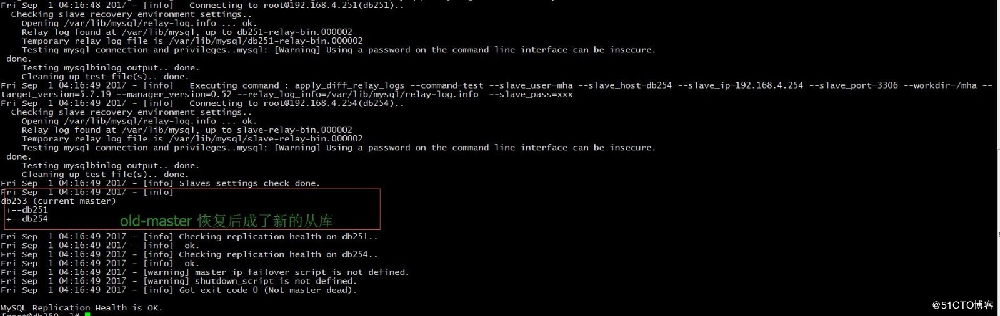 Fri Sep  1 04:16:48 2017 - [info]   Connecting to root@192.168.4.251(db251)..
  Checking slave recovery environment settings..
    Opening /var/lib/mysql/relay-log.info ... ok.
    Relay log found at /var/lib/mysql, up to db251-relay-bin.000002
    Temporary relay log file is /var/lib/mysql/db251-relay-bin.000002
    Testing mysql connection and privileges..mysql: [Warning] Using a password on the command line interface can be insecure.
 done.
    Testing mysqlbinlog output.. done.
    Cleaning up test file(s).. done.
Fri Sep  1 04:16:49 2017 - [info]   Executing command : apply_diff_relay_logs --command=test --slave_user=mha --slave_host=db254 --slave_ip=192.168.4.254 --slave_port=3306 --workdir=/mha --
target_version=5.7.19 --manager_version=0.52 --relay_log_info=/var/lib/mysql/relay-log.info  --slave_pass=xxx
Fri Sep  1 04:16:49 2017 - [info]   Connecting to root@192.168.4.254(db254)..
  Checking slave recovery environment settings..
    Opening /var/lib/mysql/relay-log.info ... ok.
    Relay log found at /var/lib/mysql, up to slave-relay-bin.000002
    Temporary relay log file is /var/lib/mysql/slave-relay-bin.000002
    Testing mysql connection and privileges..mysql: [Warning] Using a password on the command line interface can be insecure.
 done.
    Testing mysqlbinlog output.. done.
    Cleaning up test file(s).. done.
Fri Sep  1 04:16:49 2017 - [info] Slaves settings check done.
Fri Sep  1 04:16:49 2017 - [info]
db253 (current master)
 +--db251
 +--db254
old-master 恢复后成了新的从库
Fri Sep  1 04:16:49 2017 - [info] Checking replication health on db251..
Fri Sep  1 04:16:49 2017 - [info]  ok.
Fri Sep  1 04:16:49 2017 - [info] Checking replication health on db254..
Fri Sep  1 04:16:49 2017 - [info]  ok.
Fri Sep  1 04:16:49 2017 - [warning] master_ip_failover_script is not defined.
Fri Sep  1 04:16:49 2017 - [warning] shutdown_script is not defined.
Fri Sep  1 04:16:49 2017 - [info] Got exit code 0 (Not master dead).
MySQL Replication Health is OK.
@51CTO博客